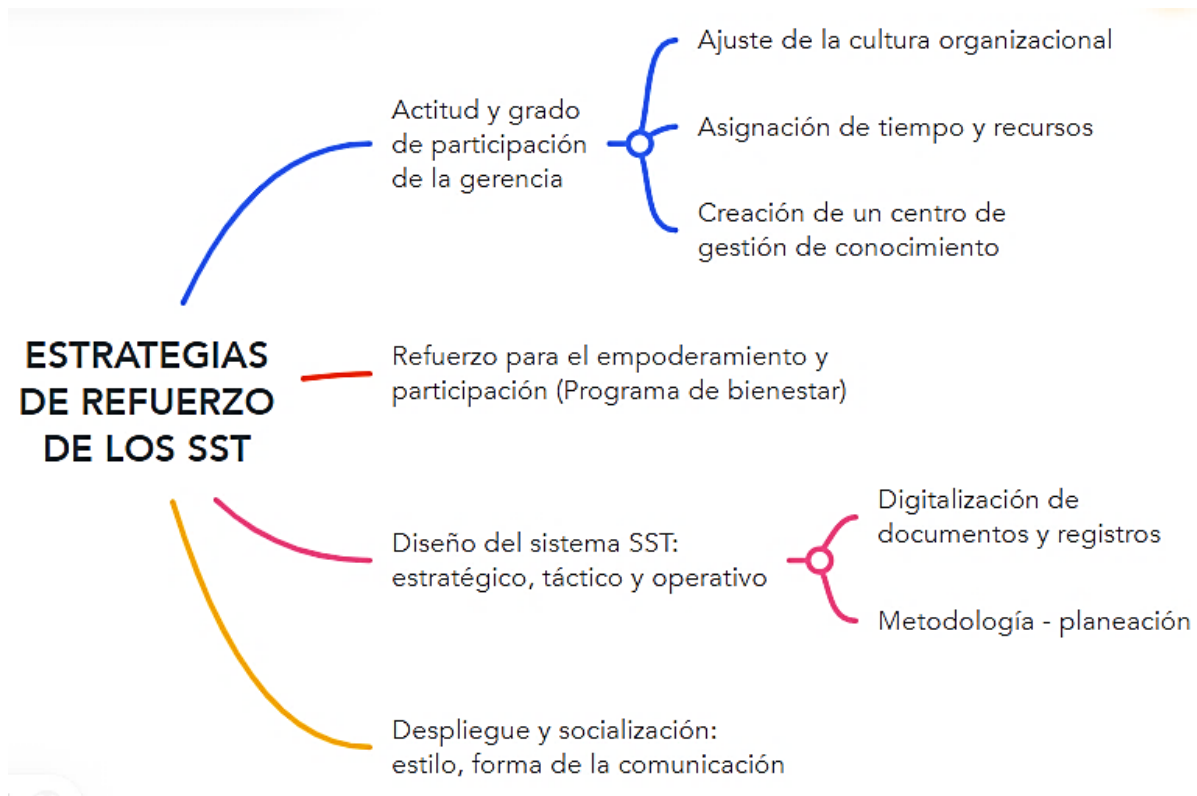 ESTRATEGIAS
DE REFUERZO
DE LOS SST
Actitud y grado
de participación
de la gerencia
Ajuste de la cultura organizacional
Asignación de tiempo y recursos
Creación de un centro de
gestión de conocimiento
Refuerzo para el empoderamiento y
participación (Programa de bienestar)
Diseño del sistema SST:
estratégico, táctico y operativo
Digitalización de
documentos y registros
Metodología - planeación
Despliegue y socialización:
estilo, forma de la comunicación